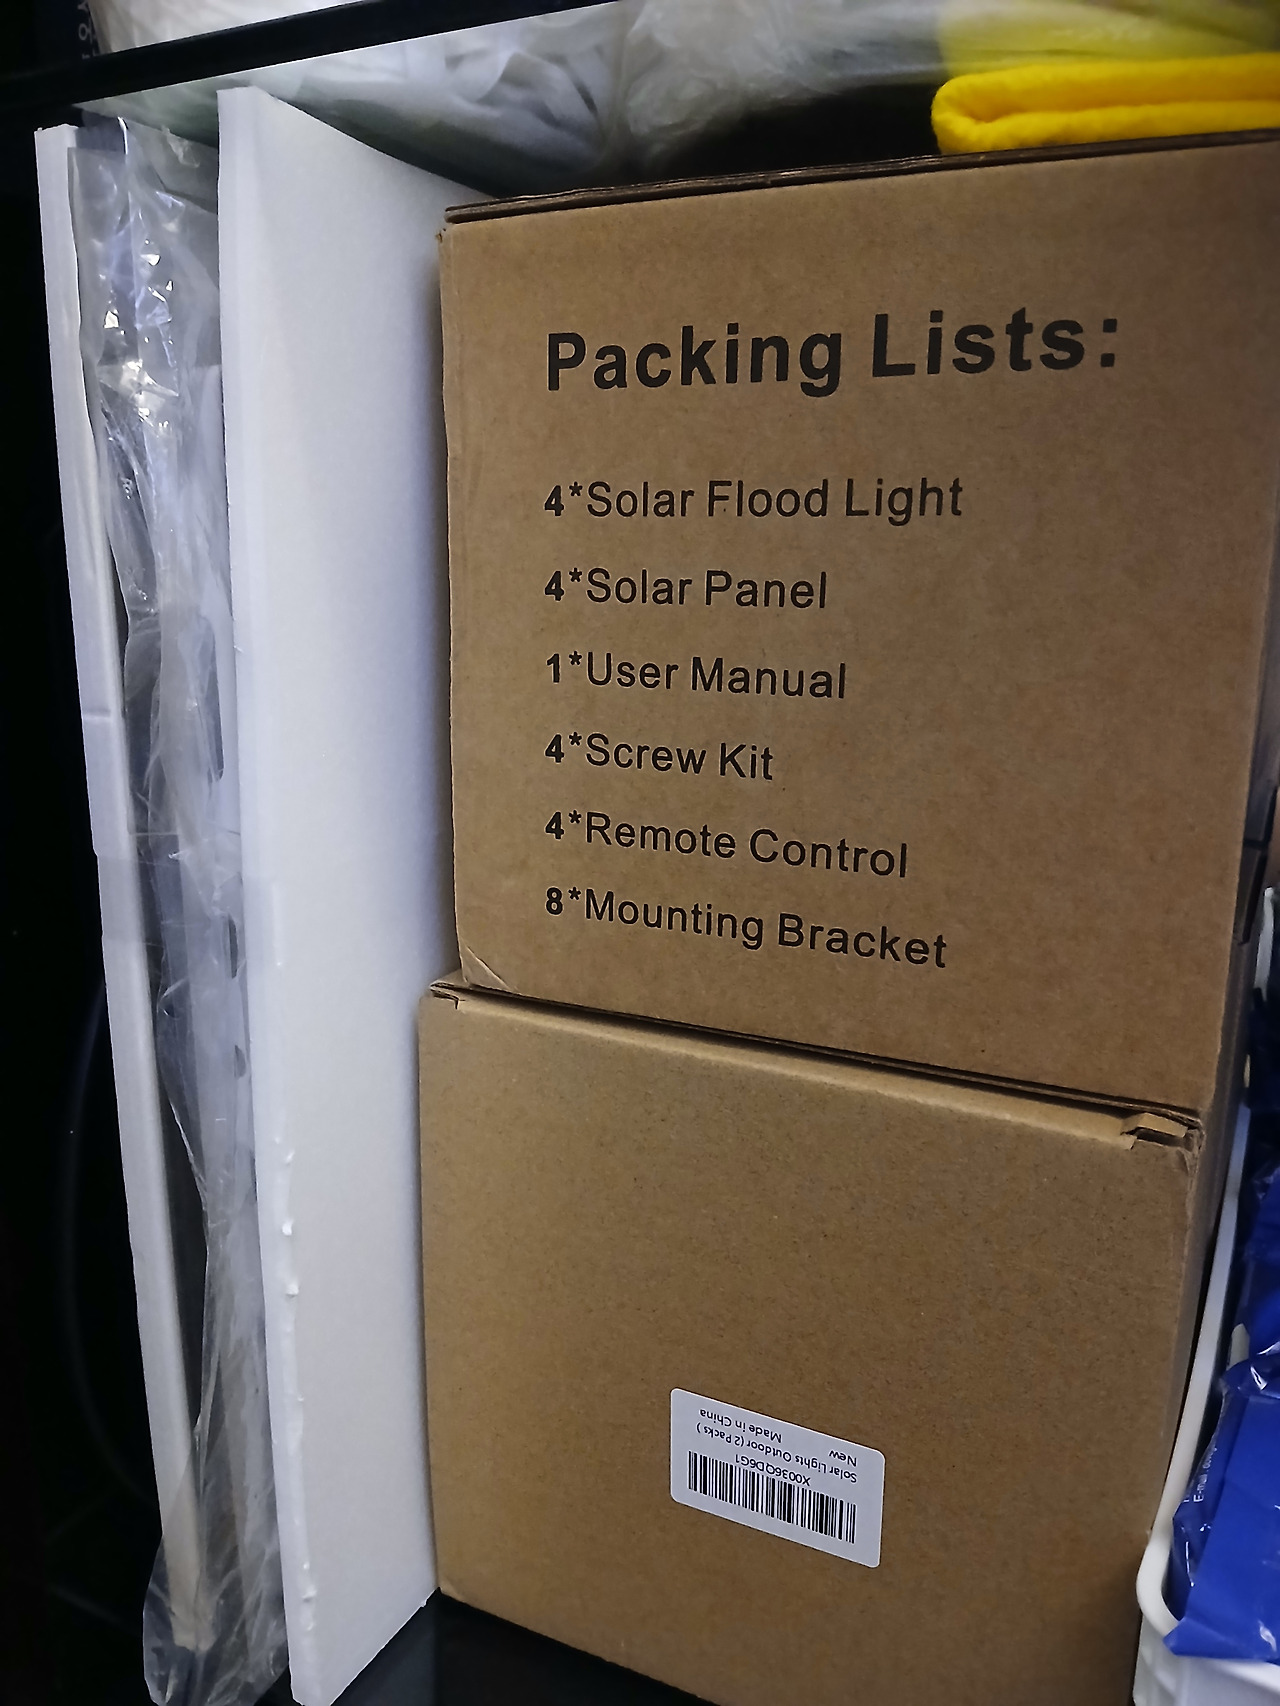 Packing Lists:
4*Solar Flood Light
4*Solar Panel
1*User Manual
4*Screw Kit
4*Remote Control
8*Mounting Bracket
X0036QD6G1
Solar Lights Outdoor(2 Packs )
New
Made in China
E-mail